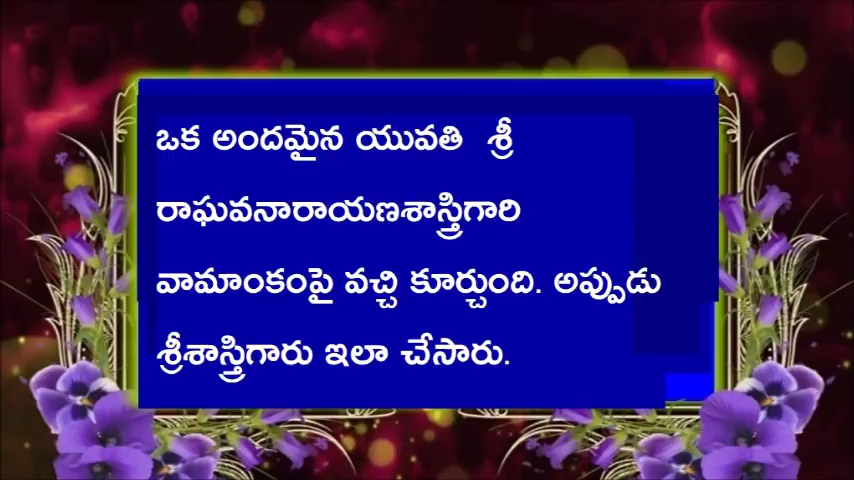 ఒక అందమైన యువతి శ్రీ
రాఘవనారాయణశాస్త్రిగారి
వామాంకంపై వచ్చి కూర్చుంది. అప్పుడు
శ్రీశాస్త్రిగారు ఇలా చేసారు.